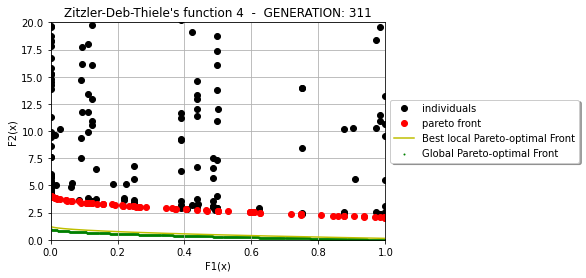 Zitzler-Deb-Thiele's function 4 - GENERATION: 311
20.0
17.5
15.0
12.5
10.0
7.5
5.0
2.5
0.0
F2(x)
0.0 0.2 0.4 0.6 0.8 1.0
F1(x)
individuals
pareto front
Best local Pareto-optimal Front
Global Pareto-optimal Front